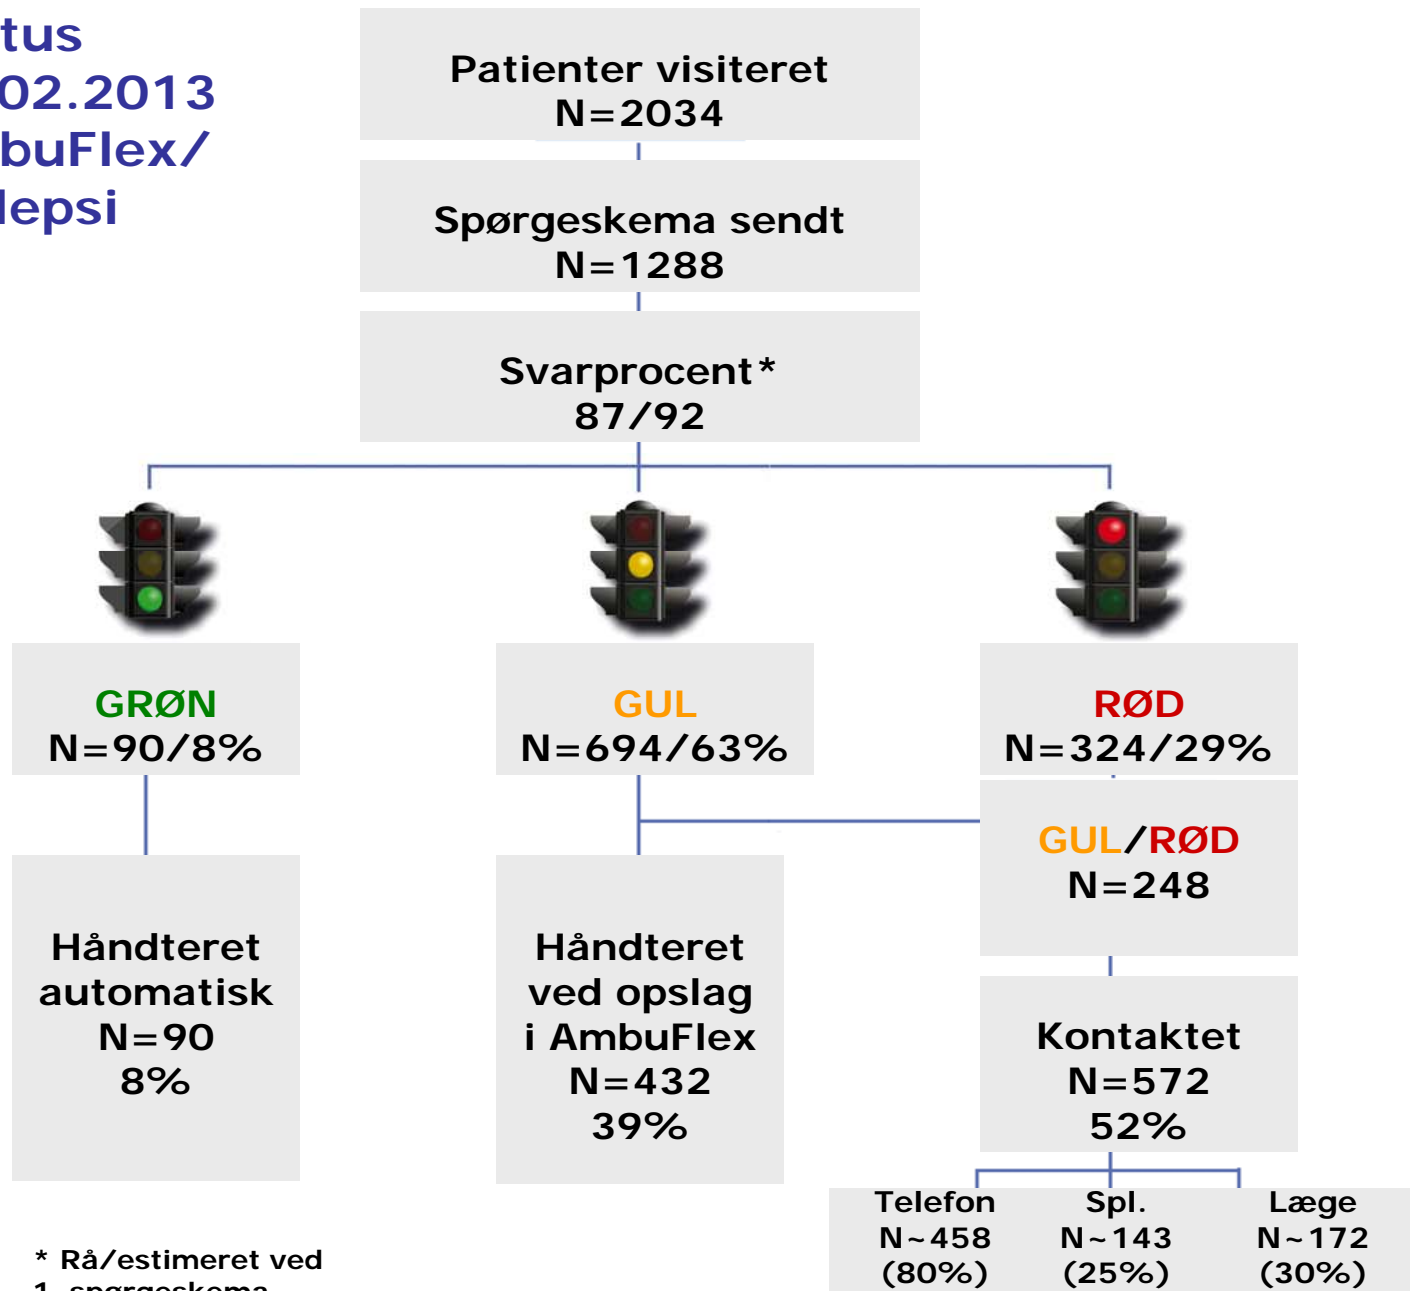 tus
02.2013
buFlex/
lepsi
Patienter visiteret
N=2034
Spørgeskema sendt
N=1288
Svarprocent*
87/92
GRØN
N=90/8%
GUL
N=694/63%
RØD
N=324/29%
GUL/RØD
N=248
Håndteret
automatisk
N=90
8%
Håndteret
ved opslag
i AmbuFlex
N=432
39%
Kontaktet
N=572
52%
Telefon
N~458
(80%)
Spl.
N~143
(25%)
Læge
N~172
(30%)
* Rå/estimeret ved
1. spørgeskema